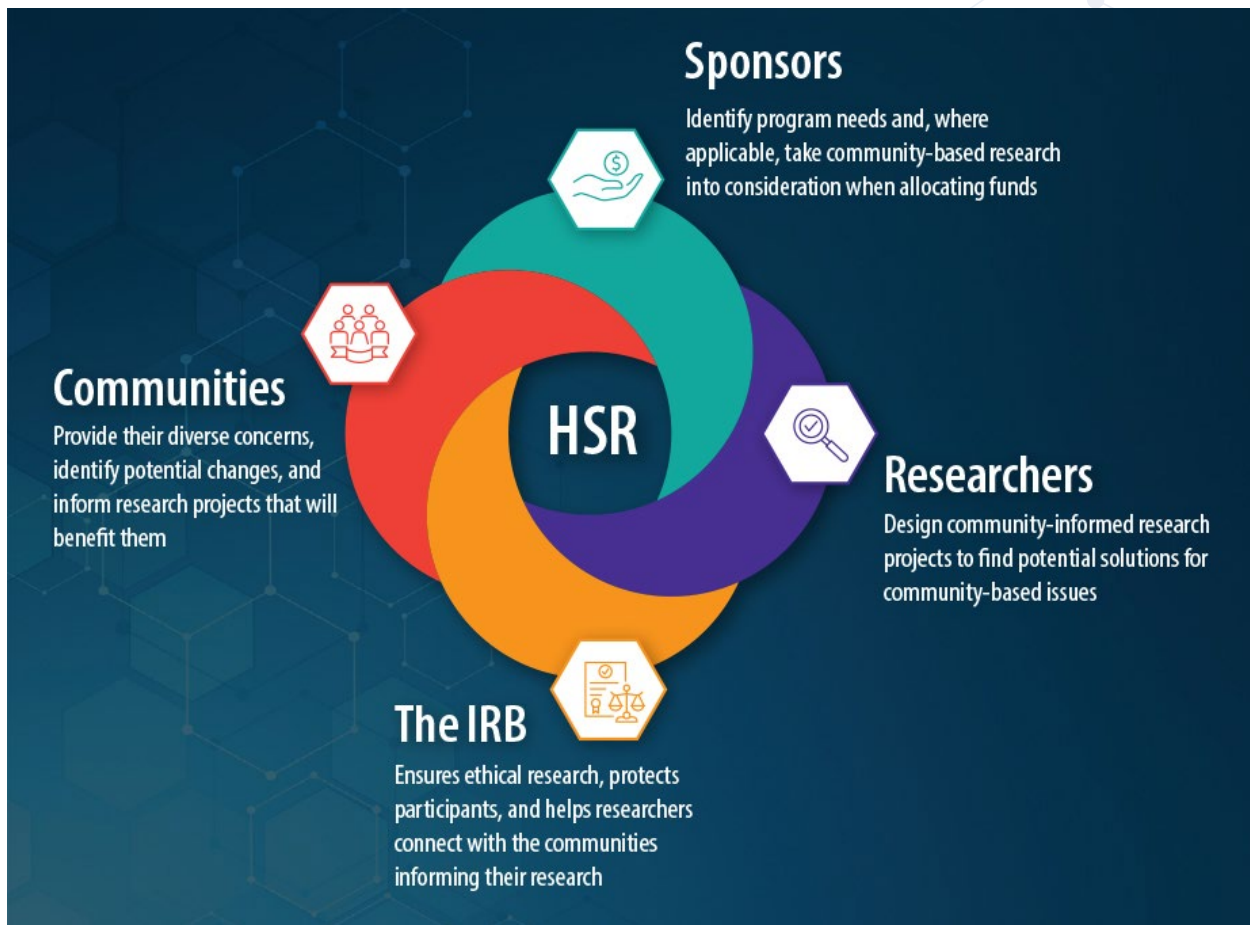 Sponsors
Identify program needs and, where
applicable, take community-based research
into consideration when allocating funds
Communities
Provide their diverse concerns,
identify potential changes, and
inform research projects that will
benefit them
HSR
Researchers
Design community-informed research
projects to find potential solutions for
community-based issues
The IRB
Ensures ethical research, protects
participants, and helps researchers
connect with the communities
informing their research
$